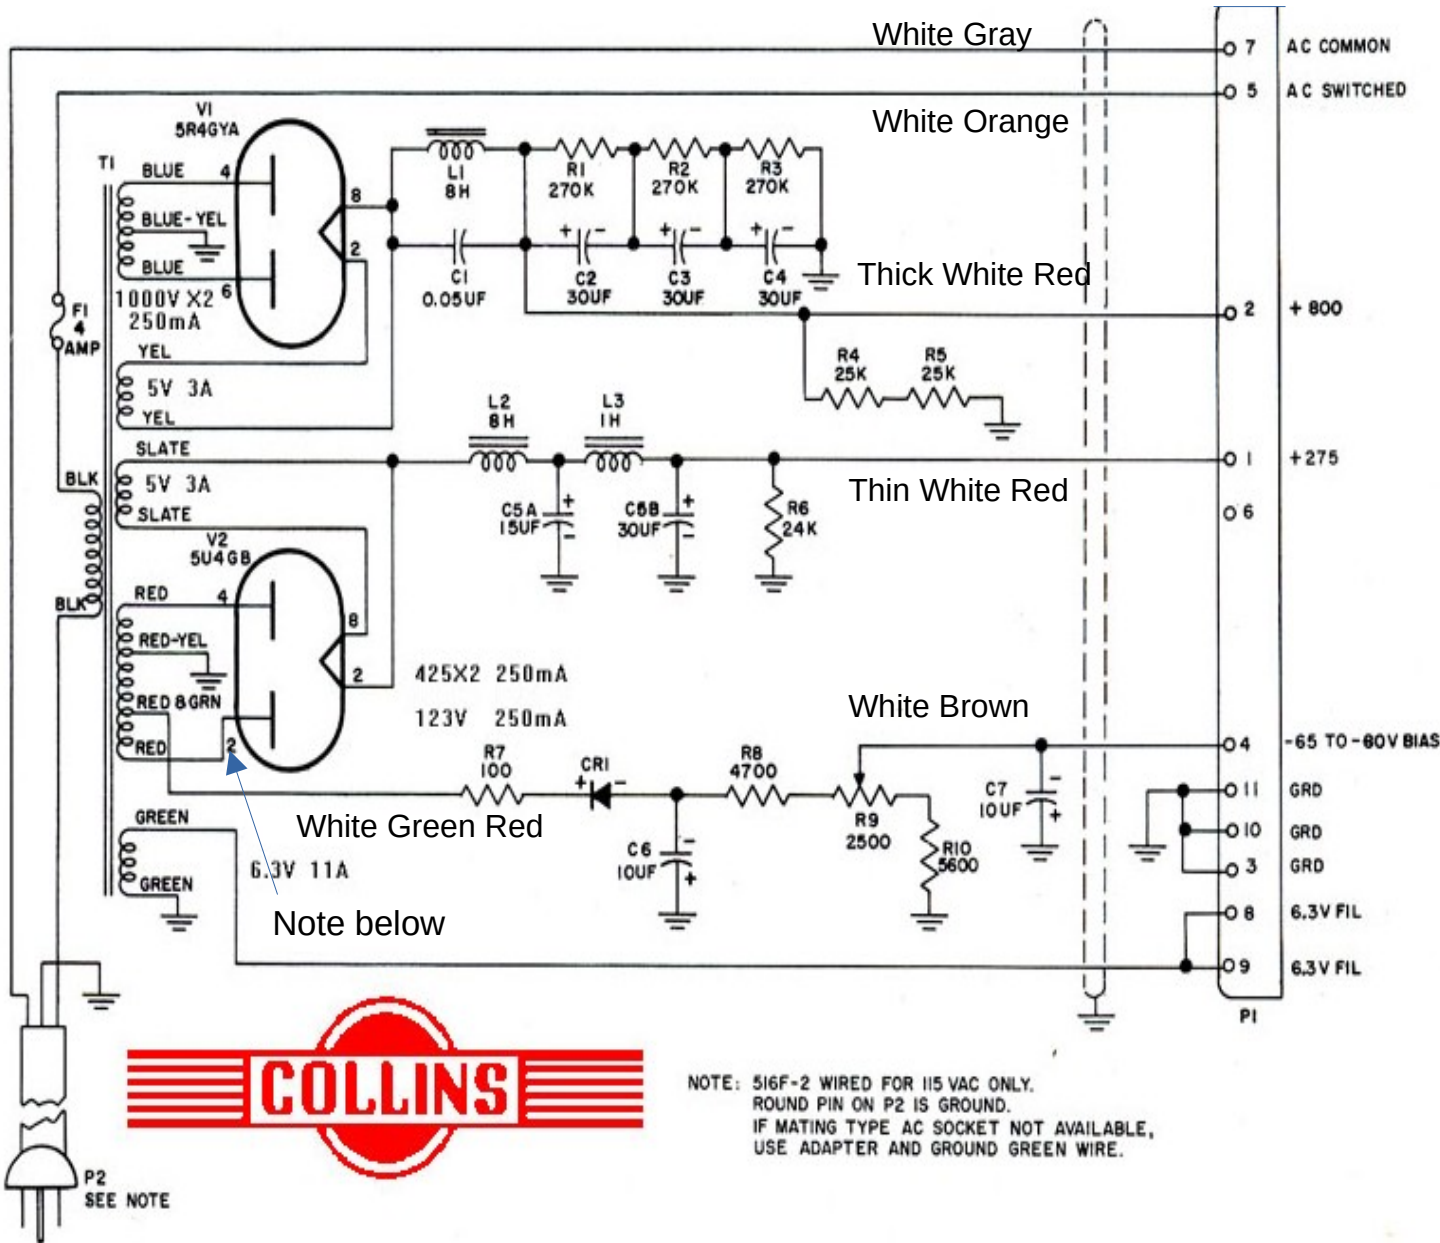 White Gray
7 AC COMMON
5 AC SWITCHED
White Orange
V1
5R4GYA
T1
BLUE
4
8
BLUE-YEL
2
BLUE
6
1000V X2
250mA
F1
4
AMP
YEL
5V 3A
YEL
L1
8H
R1
270K
R2
270K
R3
270K
C1
0.05UF
+ -
C2
30UF
+ -
C3
30UF
+ -
C4
30UF
Thick White Red
2 +800
R4
25K
R5
25K
L2
8H
L3
1H
SLATE
5V 3A
SLATE
BLK
BLK
1 +275
Thin White Red
6
C5A
15UF
+
-
C5B
30UF
+
-
R6
24K
V2
5U4GB
RED
4
8
RED-YEL
2
RED & GRN
RED
2
425X2 250mA
123V 250mA
White Brown
4 -65 TO -80V BIAS
R7
100
CR1
+ -
R8
4700
R9
2500
R10
5600
C6
10UF
-
+
C7
10UF
-
+
11 GRD
10 GRD
3 GRD
8 6.3V FIL
9 6.3V FIL
P1
White Green Red
GREEN
6.3V 11A
GREEN
Note below
COLLINS
NOTE: 516F-2 WIRED FOR 115 VAC ONLY.
ROUND PIN ON P2 IS GROUND.
IF MATING TYPE AC SOCKET NOT AVAILABLE,
USE ADAPTER AND GROUND GREEN WIRE.
P2
SEE NOTE